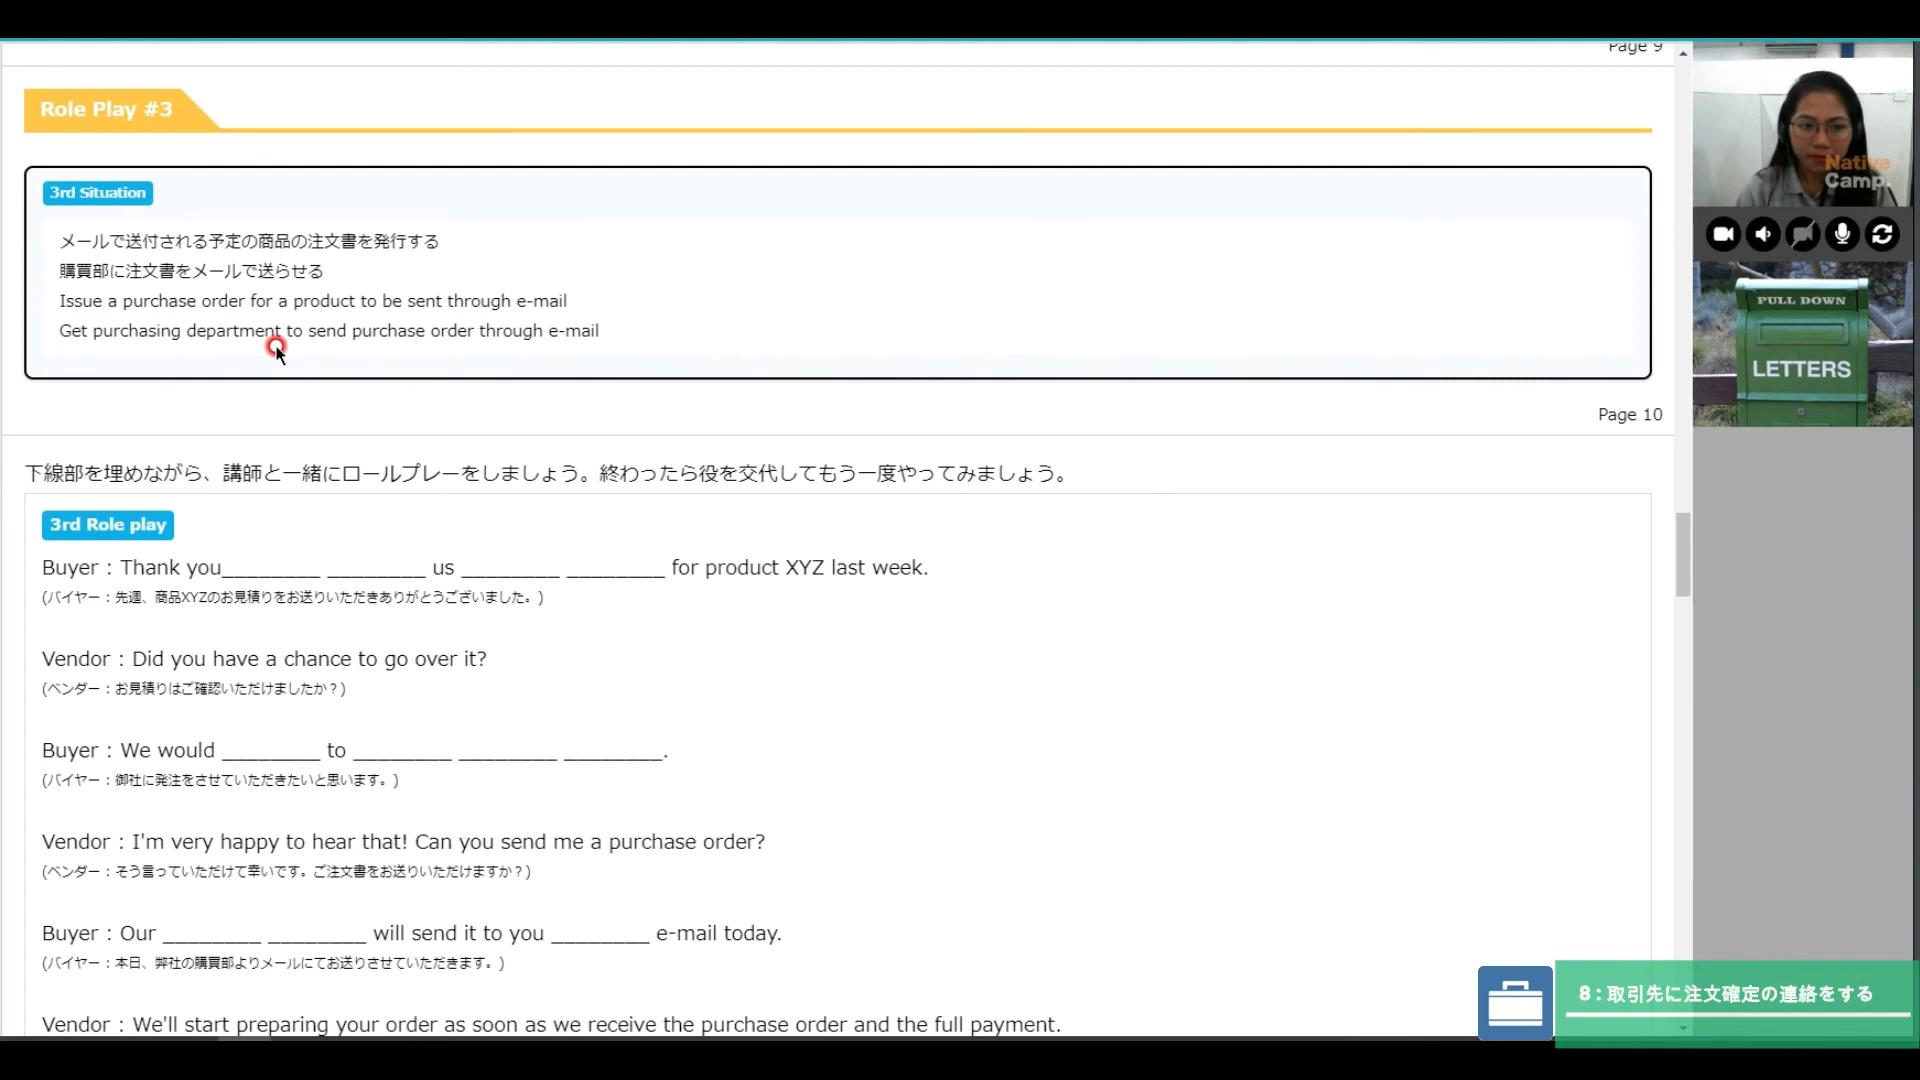 Page 9
Role Play #3
3rd Situation
メールで送付される予定の商品の注文書を発行する
購買部に注文書をメールで送らせる
Issue a purchase order for a product to be sent through e-mail
Get purchasing department to send purchase order through e-mail
Page 10
下線部を埋めながら、講師と一緒にロールプレーをしましょう。終わったら役を交代してもう一度やってみましょう。
3rd Role play
Buyer : Thank you________ ________ us ________ ________ for product XYZ last week.
(バイヤー：先週、商品XYZのお見積りをお送りいただきありがとうございました。)
Vendor : Did you have a chance to go over it?
(ベンダー：お見積りはご確認いただけましたか？)
Buyer : We would ________ to ________ ________ ________.
(バイヤー：御社に発注をさせていただきたいと思います。)
Vendor : I'm very happy to hear that! Can you send me a purchase order?
(ベンダー：そう言っていただけて幸いです。ご注文書をお送りいただけますか？)
Buyer : Our ________ ________ will send it to you ________ e-mail today.
(バイヤー：本日、弊社の購買部よりメールにてお送りさせていただきます。)
Vendor : We'll start preparing your order as soon as we receive the purchase order and the full payment.
Native
Camp.
PULL DOWN
LETTERS
8：取引先に注文確定の連絡をする